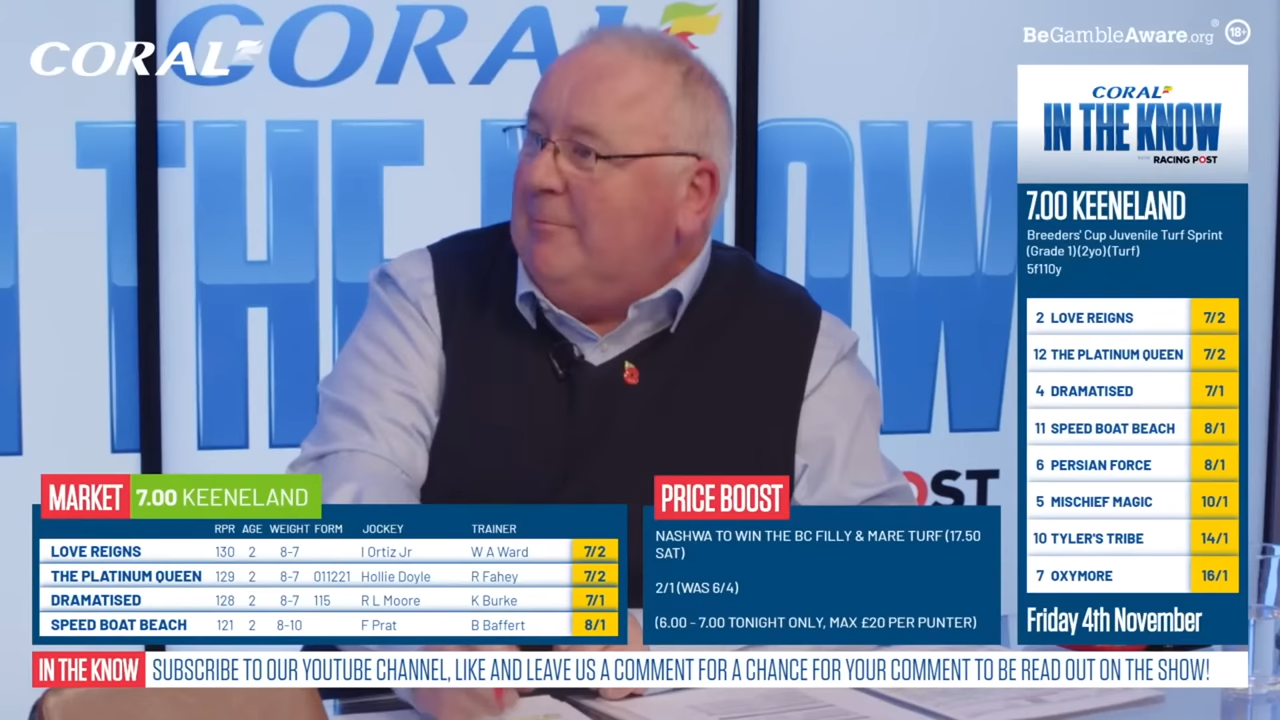 CORAL
CORAL
BeGambleAware.org
18+
THE KNOW
OST
CORAL
IN THE KNOW
WITH RACING POST
7.00 KEENELAND
Breeders' Cup Juvenile Turf Sprint
(Grade 1)(2yo)(Turf)
5f110y
2 LOVE REIGNS 7/2
12 THE PLATINUM QUEEN 7/2
4 DRAMATISED 7/1
11 SPEED BOAT BEACH 8/1
6 PERSIAN FORCE 8/1
5 MISCHIEF MAGIC 10/1
10 TYLER'S TRIBE 14/1
7 OXYMORE 16/1
Friday 4th November
MARKET 7.00 KEENELAND
RPR AGE WEIGHT FORM JOCKEY TRAINER
LOVE REIGNS 130 2 8-7 I Ortiz Jr W A Ward 7/2
THE PLATINUM QUEEN 129 2 8-7 011221 Hollie Doyle R Fahey 7/2
DRAMATISED 128 2 8-7 115 R L Moore K Burke 7/1
SPEED BOAT BEACH 121 2 8-10 F Prat B Baffert 8/1
PRICE BOOST
NASHWA TO WIN THE BC FILLY & MARE TURF (17.50
SAT)
2/1 (WAS 6/4)
(6.00 - 7.00 TONIGHT ONLY, MAX £20 PER PUNTER)
IN THE KNOW SUBSCRIBE TO OUR YOUTUBE CHANNEL, LIKE AND LEAVE US A COMMENT FOR A CHANCE FOR YOUR COMMENT TO BE READ OUT ON THE SHOW!